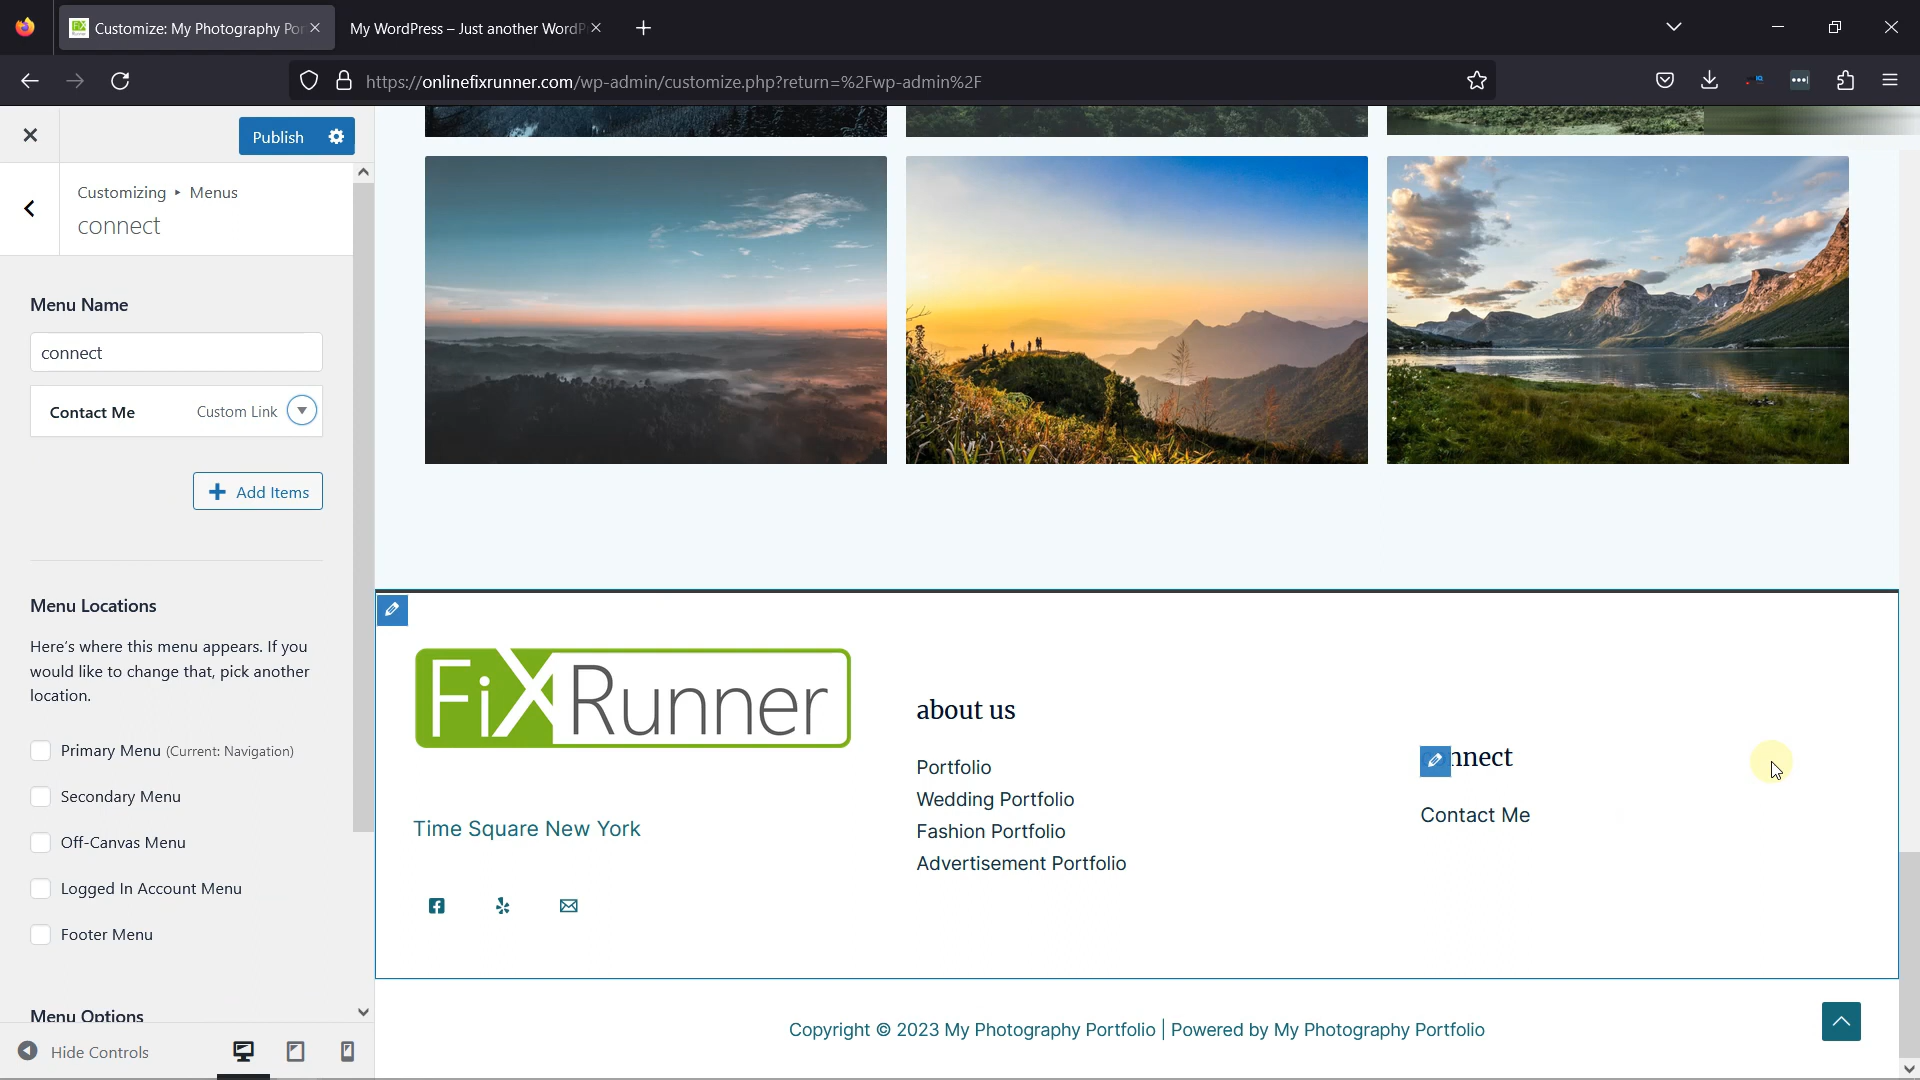 Customize: My Photography Por
My WordPress – Just another WordP
https://onlinefixrunner.com/wp-admin/customize.php?return=%2Fwp-admin%2F
Publish
Customizing ▸ Menus
connect
Menu Name
connect
Contact Me Custom Link
Add Items
Menu Locations
Here's where this menu appears. If you
would like to change that, pick another
location.
Primary Menu (Current: Navigation)
Secondary Menu
Off-Canvas Menu
Logged In Account Menu
Footer Menu
Menu Options
Hide Controls
FiXRunner
Time Square New York
about us
Portfolio
Wedding Portfolio
Fashion Portfolio
Advertisement Portfolio
nnect
Contact Me
Copyright © 2023 My Photography Portfolio | Powered by My Photography Portfolio